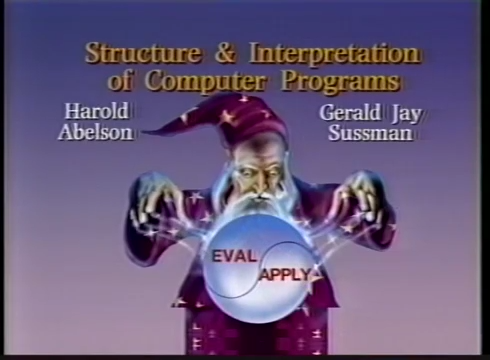 Structure & Interpretation
of Computer Programs
Harold
Abelson
Gerald Jay
Sussman
EVAL
APPLY